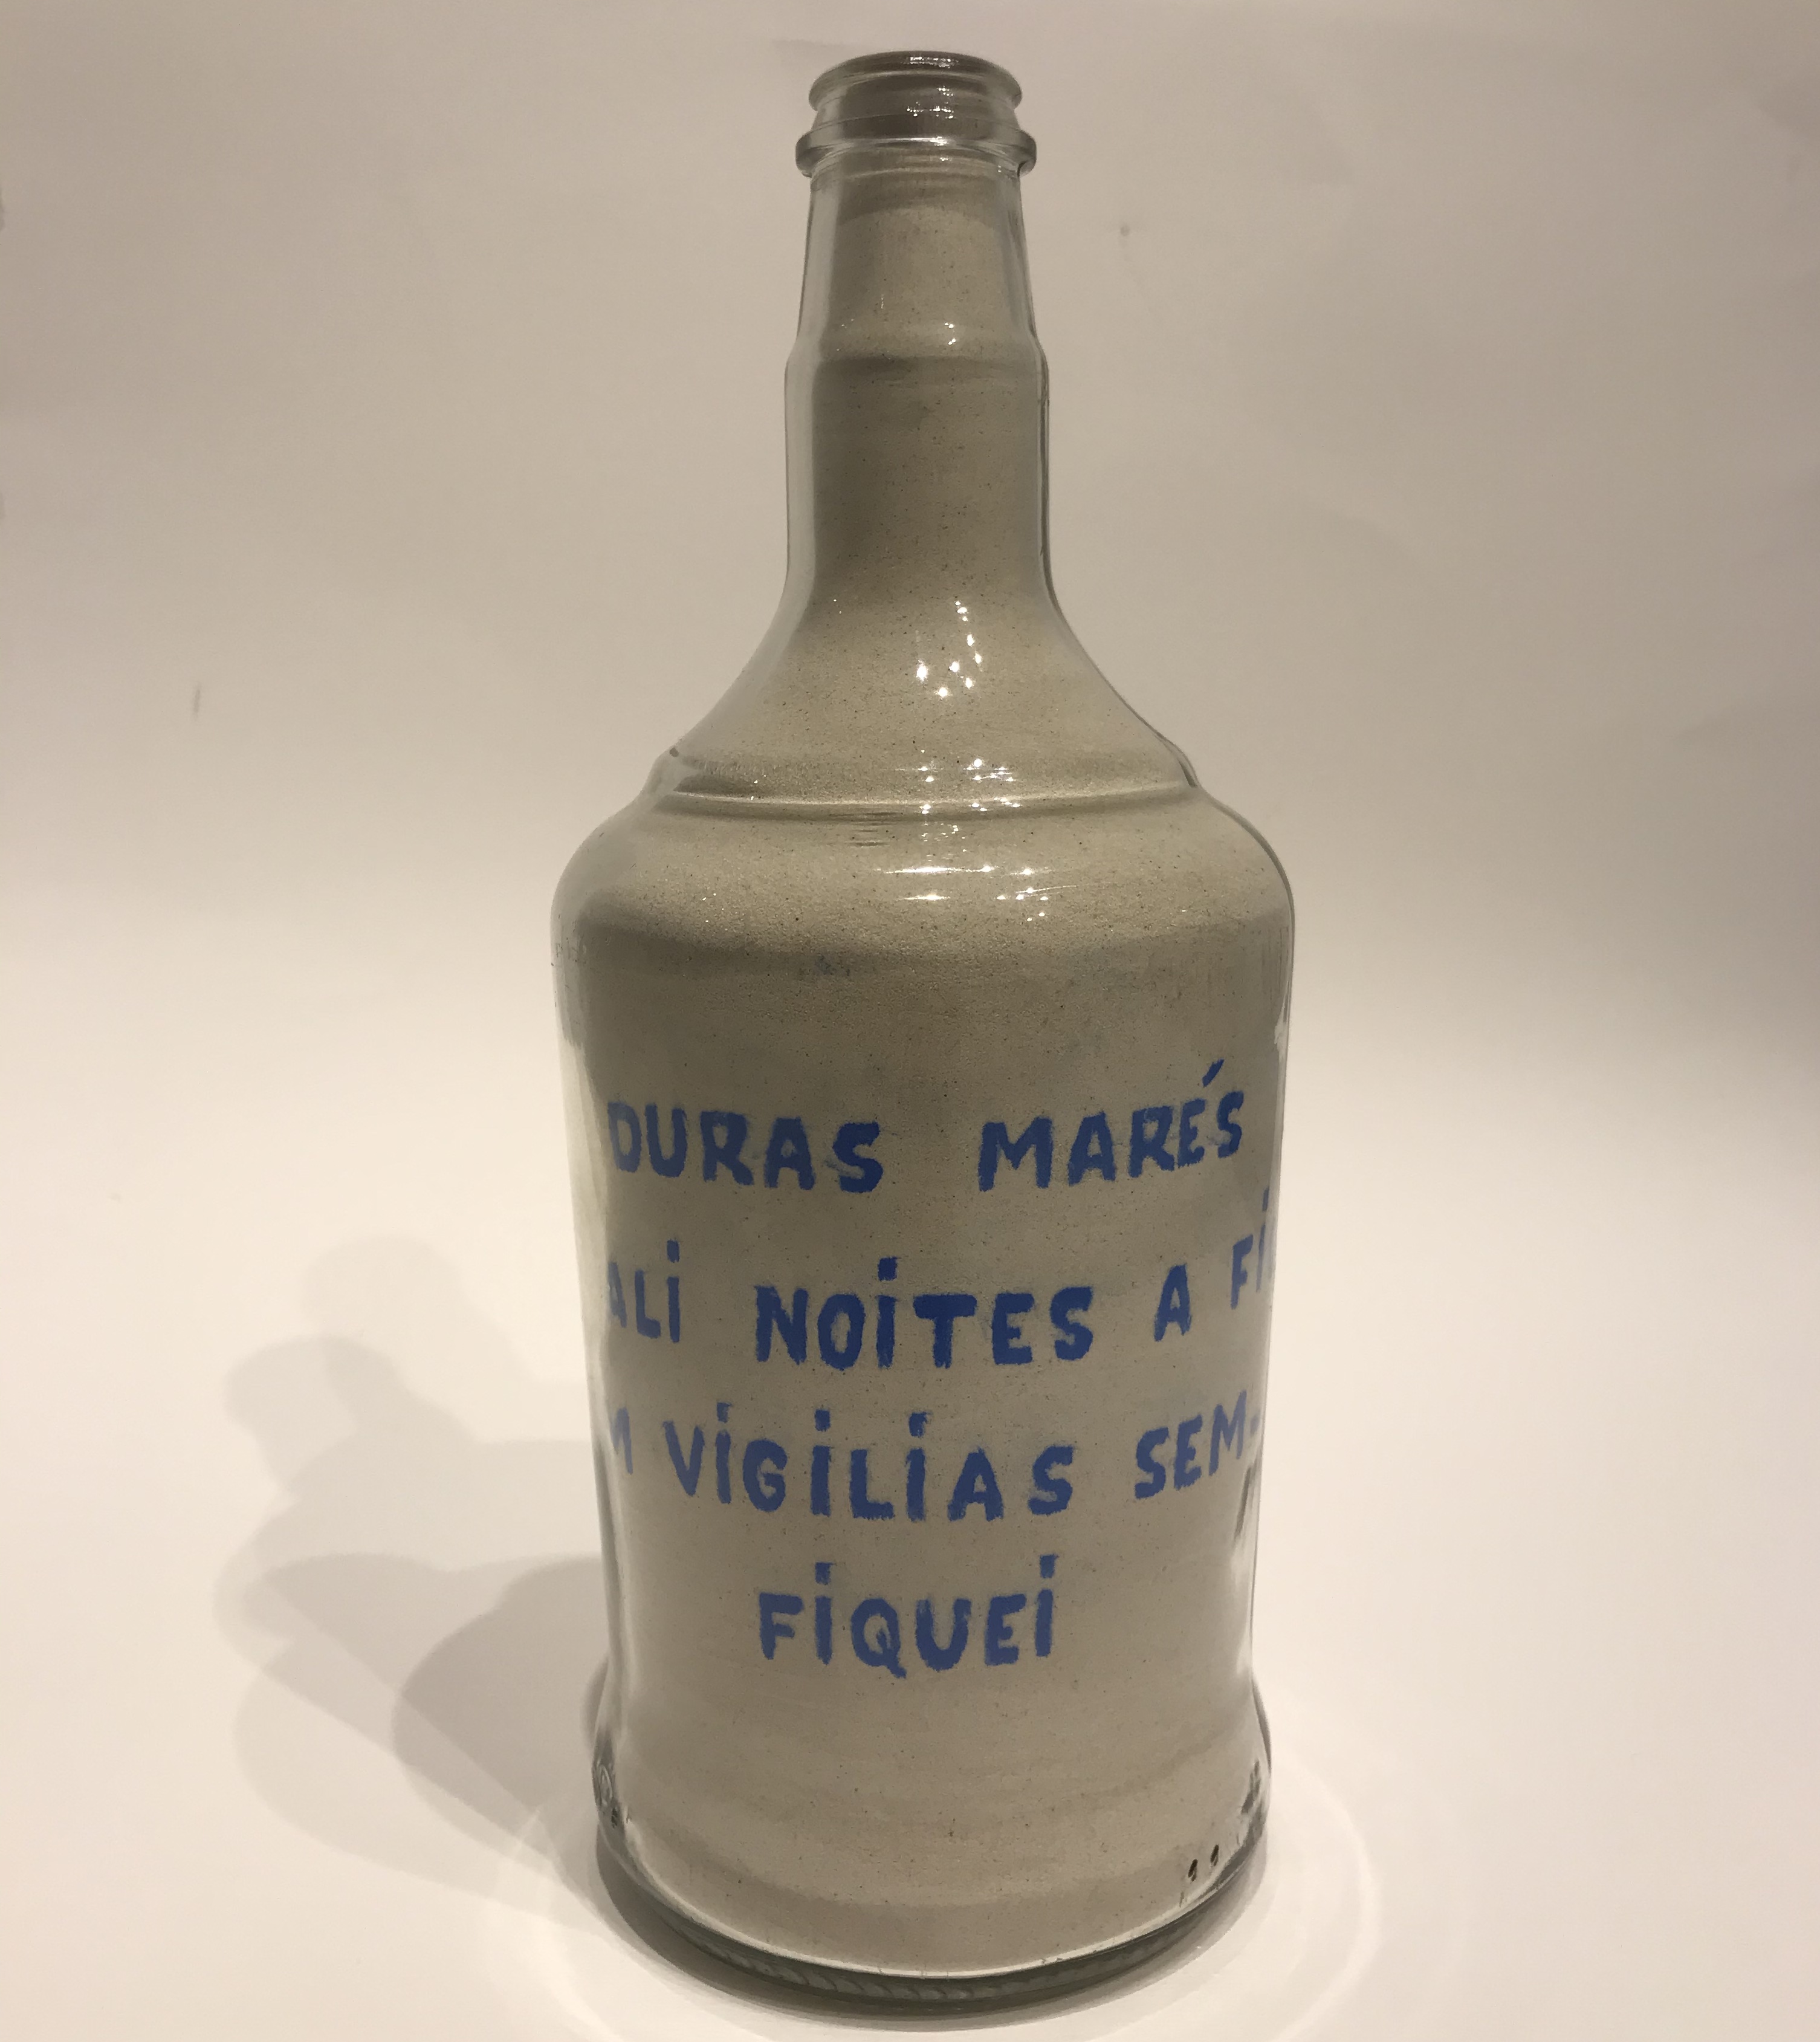 DURAS MARÉS
ALI NOITES A
VIGILIAS SEM-
FIQUEI